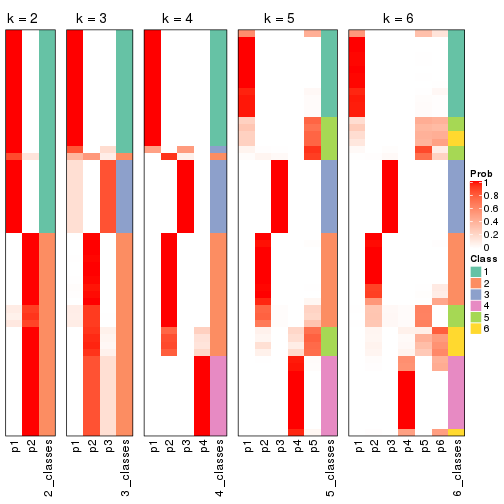 k = 2
k = 3
k = 4
k = 5
k = 6
p1
p2
2_classes
p1
p2
p3
3_classes
p1
p2
p3
p4
4_classes
p1
p2
p3
p4
p5
5_classes
p1
p2
p3
p4
p5
p6
6_classes
Prob
1
0.8
0.6
0.4
0.2
0
Class
1
2
3
4
5
6